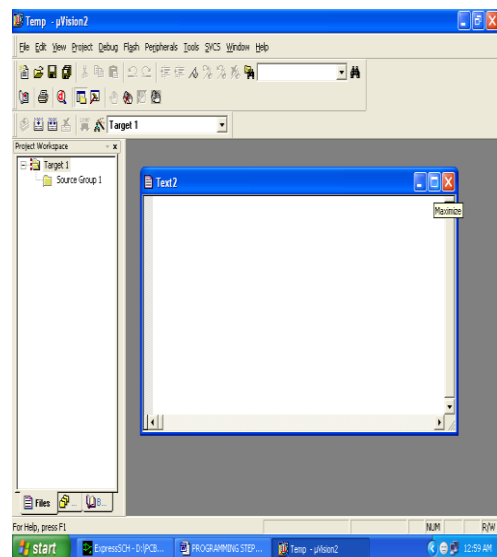 Temp - µVision2
File Edit View Project Debug Flash Peripherals Tools SVCS Window Help
Target 1
Project Workspace
Target 1
Source Group 1
Text2
Maximize
Files B...
For Help, press F1
NUM R/W
start ExpressSCH - D:\PCB... PROGRAMMING STEP... Temp - µVision2 12:59 AM